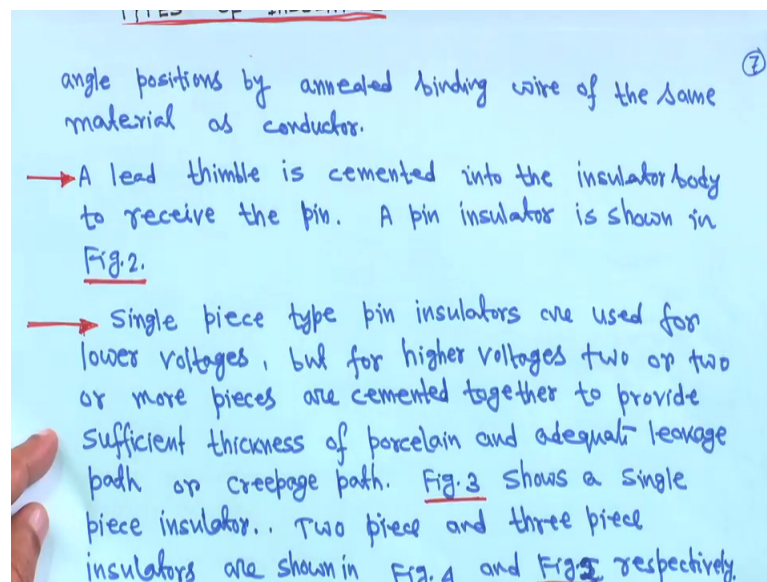 TYPES OF
⑦
angle positions by annealed binding wire of the same
material as conductor.
A lead thimble is cemented into the insulator body
to receive the pin. A pin insulator is shown in
Fig.2.
Single piece type pin insulators are used for
lower voltages, but for higher voltages two or two
or more pieces are cemented together to provide
sufficient thickness of porcelain and adequate leakage
path or creepage path. Fig.3 shows a single
piece insulator.. Two piece and three piece
insulators are shown in Fig.4 and Fig.5 respectively